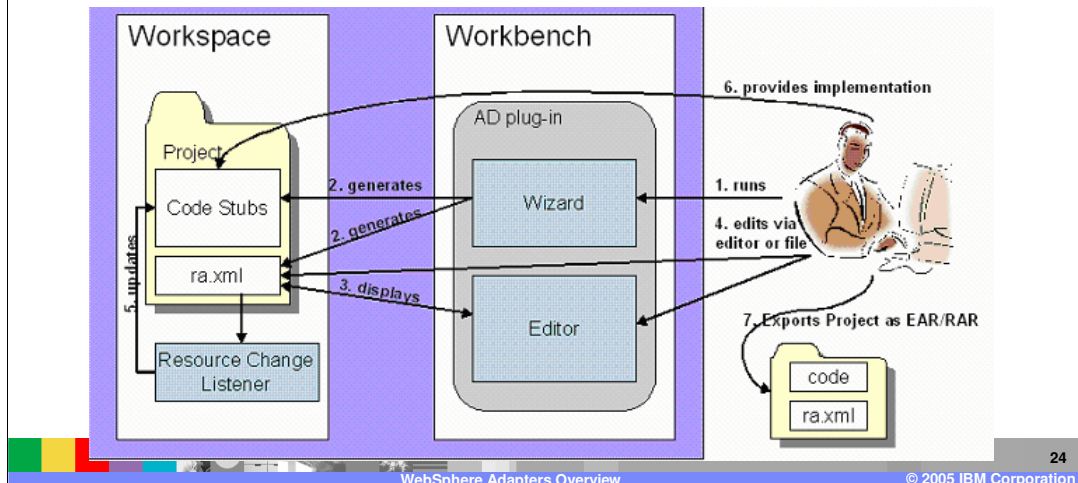 Workspace
Workbench
6. provides implementation
AD plug-in
Project
Code Stubs
2. generates
Wizard
1. runs
2. generates
4. edits via
editor or file
ra.xml
3. displays
5. updates
Editor
7. Exports Project as EAR/RAR
Resource Change
Listener
code
ra.xml
24
WebSphere Adapters Overview
© 2005 IBM Corporation